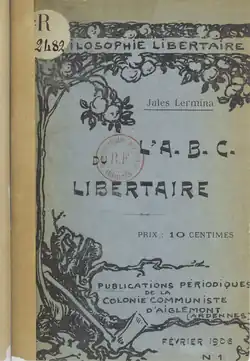 R
2482
PHILOSOPHIE LIBERTAIRE
Jules Lermina
L'A.B.C.
DU
B.F.
LIBERTAIRE
PRIX : 10 CENTIMES
PUBLICATIONS PÉRIODIQUES
DE LA
COLONIE COMMUNISTE
D'AIGLEMONT
(ARDENNES)
FÉVRIER 1906
N 1